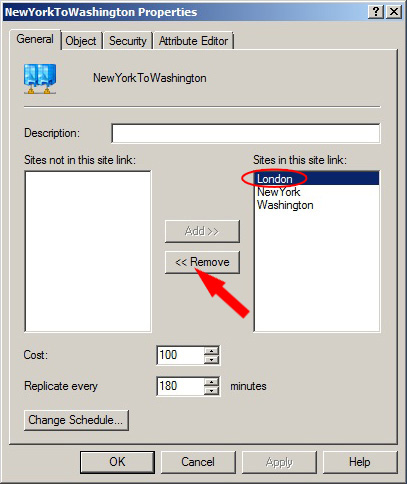 NewYorkToWashington Properties
General Object Security Attribute Editor
NewYorkToWashington
Description:
Sites not in this site link: Sites in this site link:
London
NewYork
Washington
Add >>
<< Remove
Cost: 100
Replicate every 180 minutes
Change Schedule...
OK Cancel Apply Help